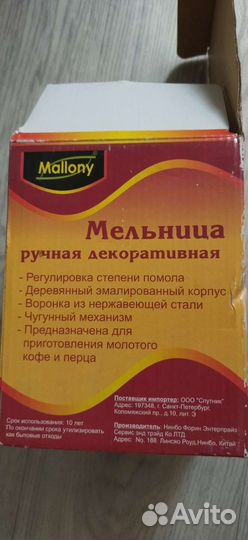 Mallony
Мельница
ручная декоративная
- Регулировка степени помола
- Деревянный эмалированный корпус
- Воронка из нержавеющей стали
- Чугунный механизм
- Предназначена для
приготовления молотого
кофе и перца
Поставщик импортер: ООО "Спутник"
Адрес: 197348, г. Санкт-Петербург,
Коломяжский пр., д.10, лит. Э
Срок использования: 10 лет
По окончании срока утилизировать
как бытовые отходы
Производитель: Нинбо Форин Энтерпрайз
Сервис энд трэйд Ко ЛТД
Адрес: No. 188 Линсяо Роуд,Нинбо, Китай
Avito